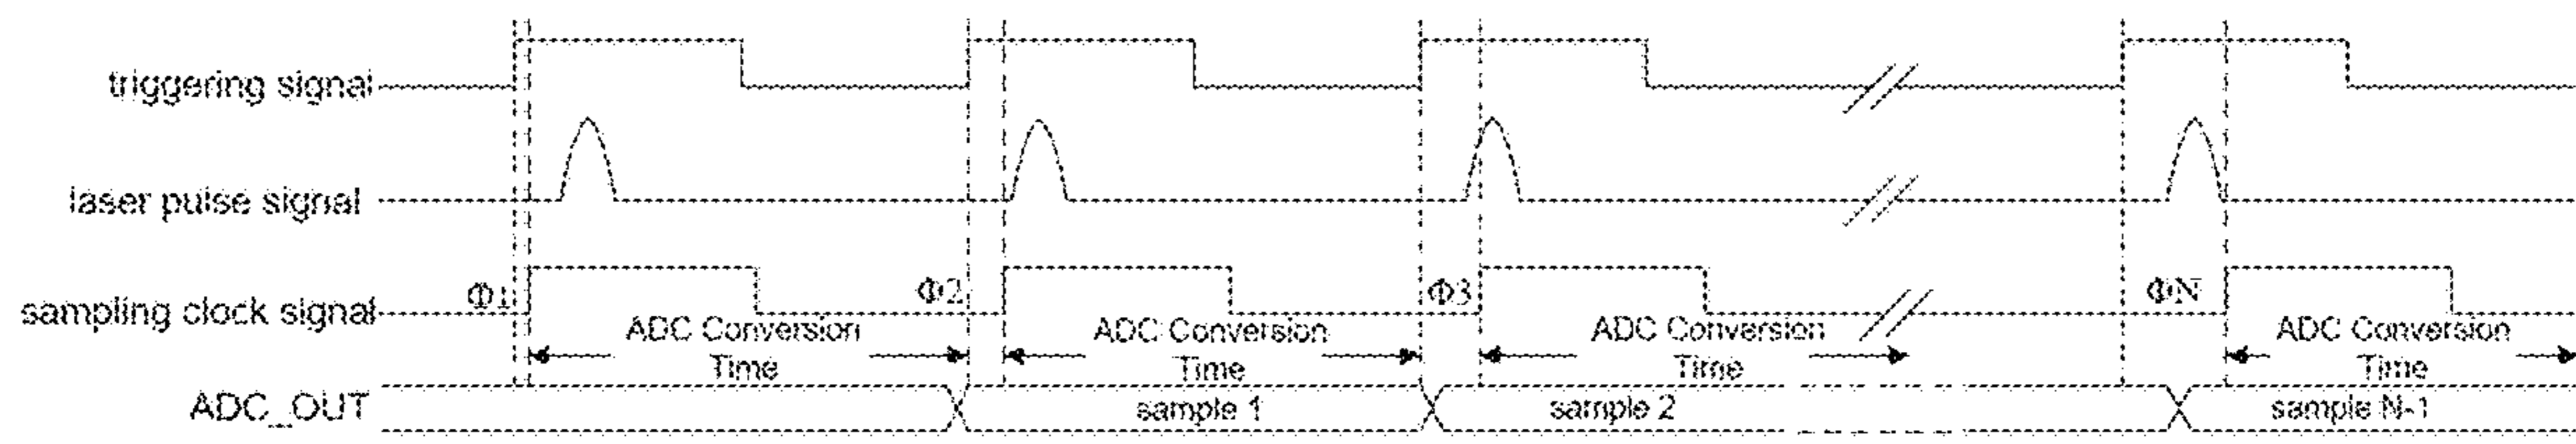 triggering signal
laser pulse signal
sampling clock signal
Φ1
Φ2
Φ3
ΦN
ADC Conversion
Time
ADC Conversion
Time
ADC Conversion
Time
ADC Conversion
Time
ADC_OUT
sample 1
sample 2
sample N-1